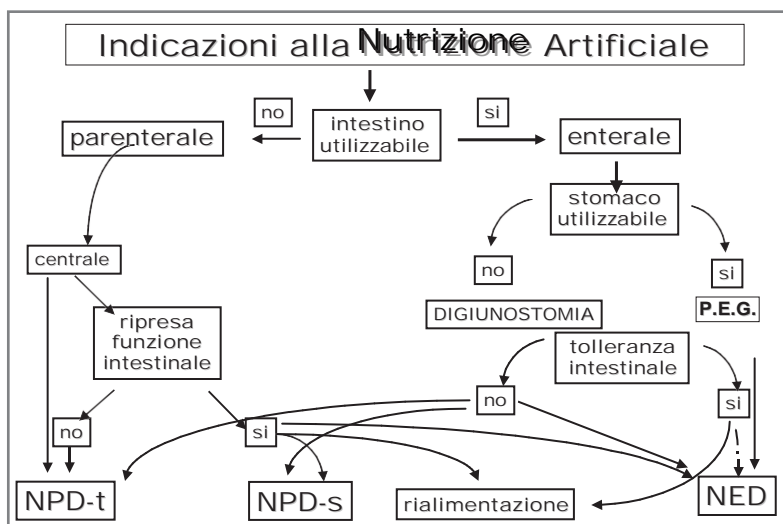 Indicazioni alla Nutrizione Artificiale
no
intestino
utilizzabile
si
parenterale
enterale
stomaco
utilizzabile
centrale
no
si
P.E.G.
DIGIUNOSTOMIA
ripresa
funzione
intestinale
tolleranza
intestinale
no
si
no
si
NPD-t
NPD-s
rialimentazione
NED